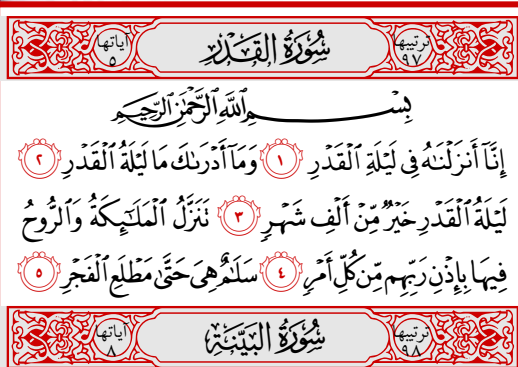 ترتيبها ٩٧ سُورَةُ القَدۡرِ آياتها ٥
بِسۡمِ ٱللَّهِ ٱلرَّحۡمَٰنِ ٱلرَّحِيمِ
إِنَّآ أَنزَلۡنَٰهُ فِي لَيۡلَةِ ٱلۡقَدۡرِ ١ وَمَآ أَدۡرَىٰكَ مَا لَيۡلَةُ ٱلۡقَدۡرِ ٢
لَيۡلَةُ ٱلۡقَدۡرِ خَيۡرٞ مِّنۡ أَلۡفِ شَهۡرٖ ٣ تَنَزَّلُ ٱلۡمَلَٰٓئِكَةُ وَٱلرُّوحُ
فِيهَا بِإِذۡنِ رَبِّهِم مِّن كُلِّ أَمۡرٖ ٤ سَلَٰمٌ هِيَ حَتَّىٰ مَطۡلَعِ ٱلۡفَجۡرِ ٥
ترتيبها ٩٨ سُورَةُ البَيِّنَةِ آياتها ٨